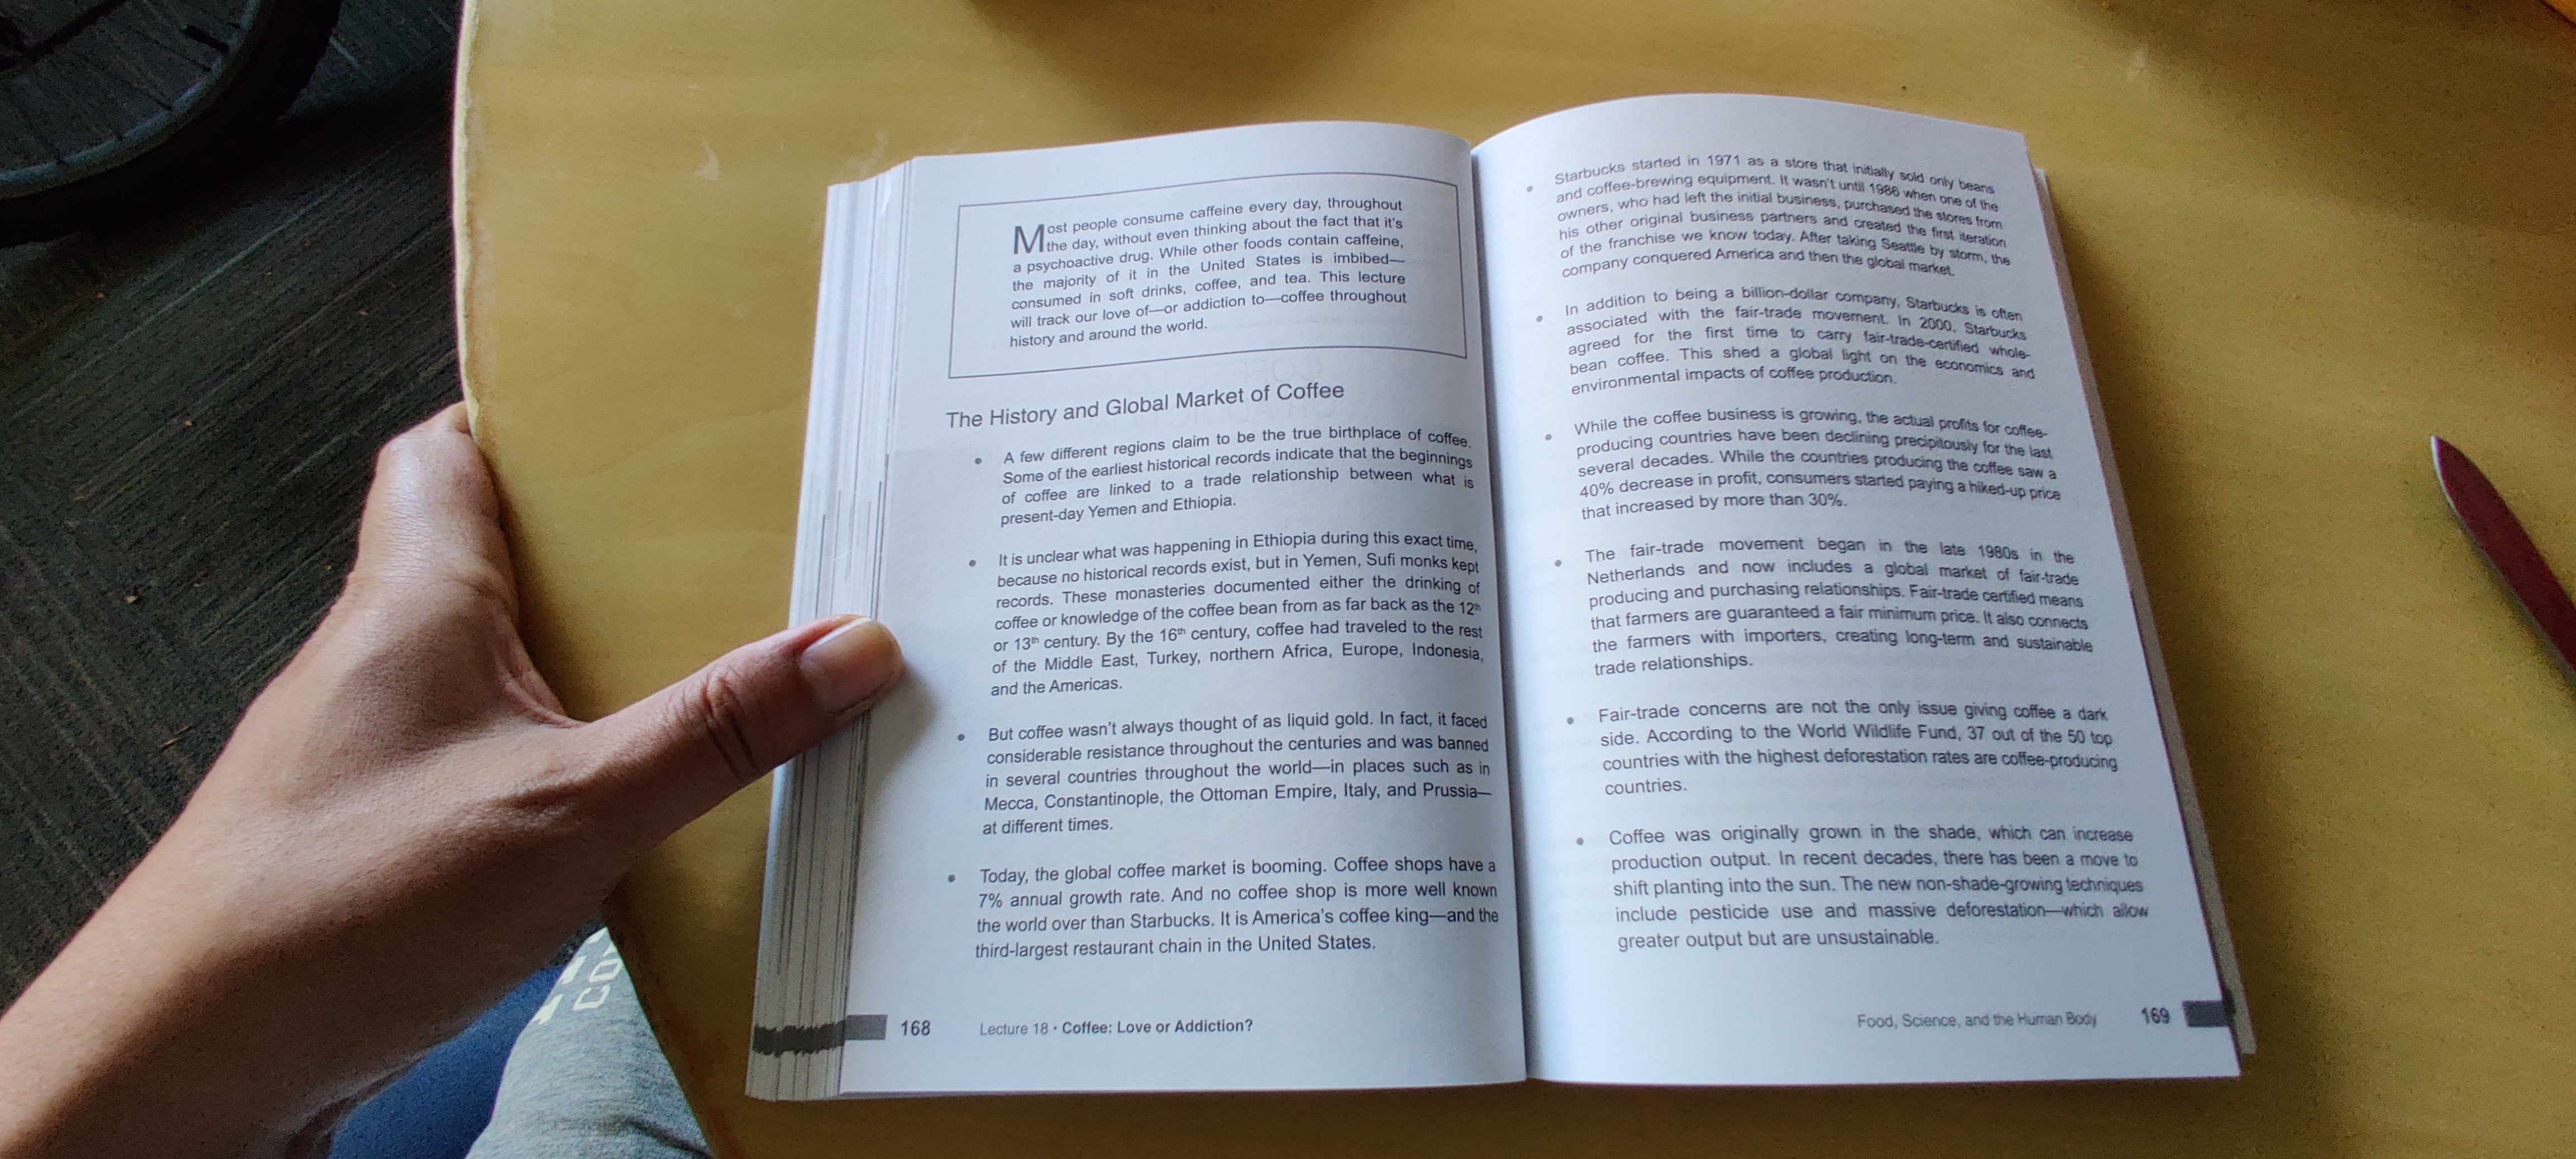 Most people consume caffeine every day, throughout
the day, without even thinking about the fact that it's
a psychoactive drug. While other foods contain caffeine,
the majority of it in the United States is imbibed—
consumed in soft drinks, coffee, and tea. This lecture
will track our love of—or addiction to—coffee throughout
history and around the world.
The History and Global Market of Coffee
• A few different regions claim to be the true birthplace of coffee.
Some of the earliest historical records indicate that the beginnings
of coffee are linked to a trade relationship between what is
present-day Yemen and Ethiopia.
• It is unclear what was happening in Ethiopia during this exact time,
because no historical records exist, but in Yemen, Sufi monks kept
records. These monasteries documented either the drinking of
coffee or knowledge of the coffee bean from as far back as the 12th
or 13th century. By the 16th century, coffee had traveled to the rest
of the Middle East, Turkey, northern Africa, Europe, Indonesia,
and the Americas.
• But coffee wasn't always thought of as liquid gold. In fact, it faced
considerable resistance throughout the centuries and was banned
in several countries throughout the world—in places such as in
Mecca, Constantinople, the Ottoman Empire, Italy, and Prussia—
at different times.
• Today, the global coffee market is booming. Coffee shops have a
7% annual growth rate. And no coffee shop is more well known
the world over than Starbucks. It is America's coffee king—and the
third-largest restaurant chain in the United States.
168 Lecture 18 • Coffee: Love or Addiction?
• Starbucks started in 1971 as a store that initially sold only beans
and coffee-brewing equipment. It wasn't until 1986 when one of the
owners, who had left the initial business, purchased the stores from
his other original business partners and created the first iteration
of the franchise we know today. After taking Seattle by storm, the
company conquered America and then the global market.
• In addition to being a billion-dollar company, Starbucks is often
associated with the fair-trade movement. In 2000, Starbucks
agreed for the first time to carry fair-trade-certified whole-
bean coffee. This shed a global light on the economics and
environmental impacts of coffee production.
• While the coffee business is growing, the actual profits for coffee-
producing countries have been declining precipitously for the last
several decades. While the countries producing the coffee saw a
40% decrease in profit, consumers started paying a hiked-up price
that increased by more than 30%.
• The fair-trade movement began in the late 1980s in the
Netherlands and now includes a global market of fair-trade
producing and purchasing relationships. Fair-trade certified means
that farmers are guaranteed a fair minimum price. It also connects
the farmers with importers, creating long-term and sustainable
trade relationships.
• Fair-trade concerns are not the only issue giving coffee a dark
side. According to the World Wildlife Fund, 37 out of the 50 top
countries with the highest deforestation rates are coffee-producing
countries.
• Coffee was originally grown in the shade, which can increase
production output. In recent decades, there has been a move to
shift planting into the sun. The new non-shade-growing techniques
include pesticide use and massive deforestation—which allow
greater output but are unsustainable.
Food, Science, and the Human Body 169